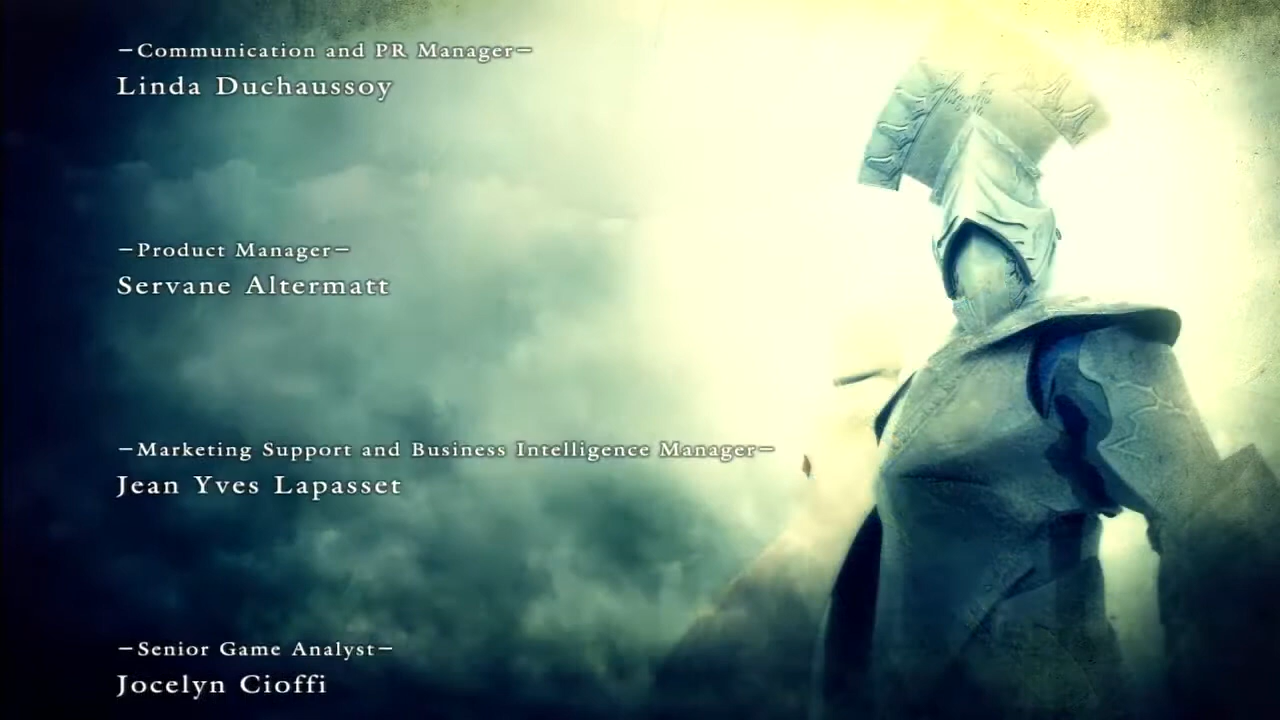 —Communication and PR Manager—
Linda Duchaussoy
—Product Manager—
Servane Altermatt
—Marketing Support and Business Intelligence Manager—
Jean Yves Lapasset
—Senior Game Analyst—
Jocelyn Cioffi